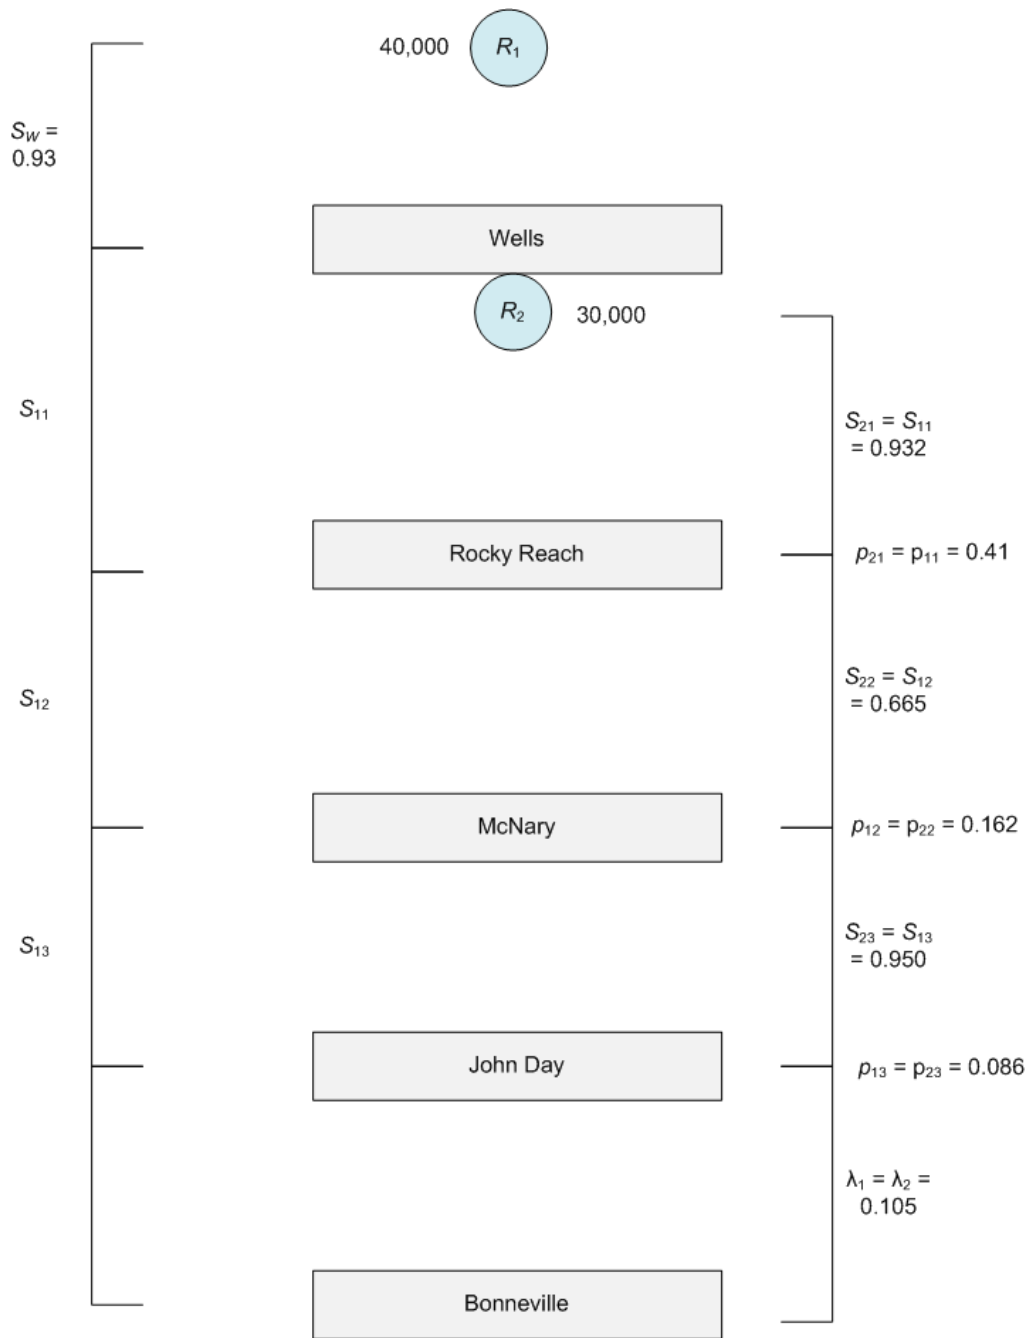 40,000
R₁
S_W =
0.93
Wells
R₂
30,000
S₁₁
S₂₁ = S₁₁
= 0.932
Rocky Reach
p₂₁ = p₁₁ = 0.41
S₁₂
S₂₂ = S₁₂
= 0.665
McNary
p₁₂ = p₂₂ = 0.162
S₁₃
S₂₃ = S₁₃
= 0.950
John Day
p₁₃ = p₂₃ = 0.086
λ₁ = λ₂ =
0.105
Bonneville